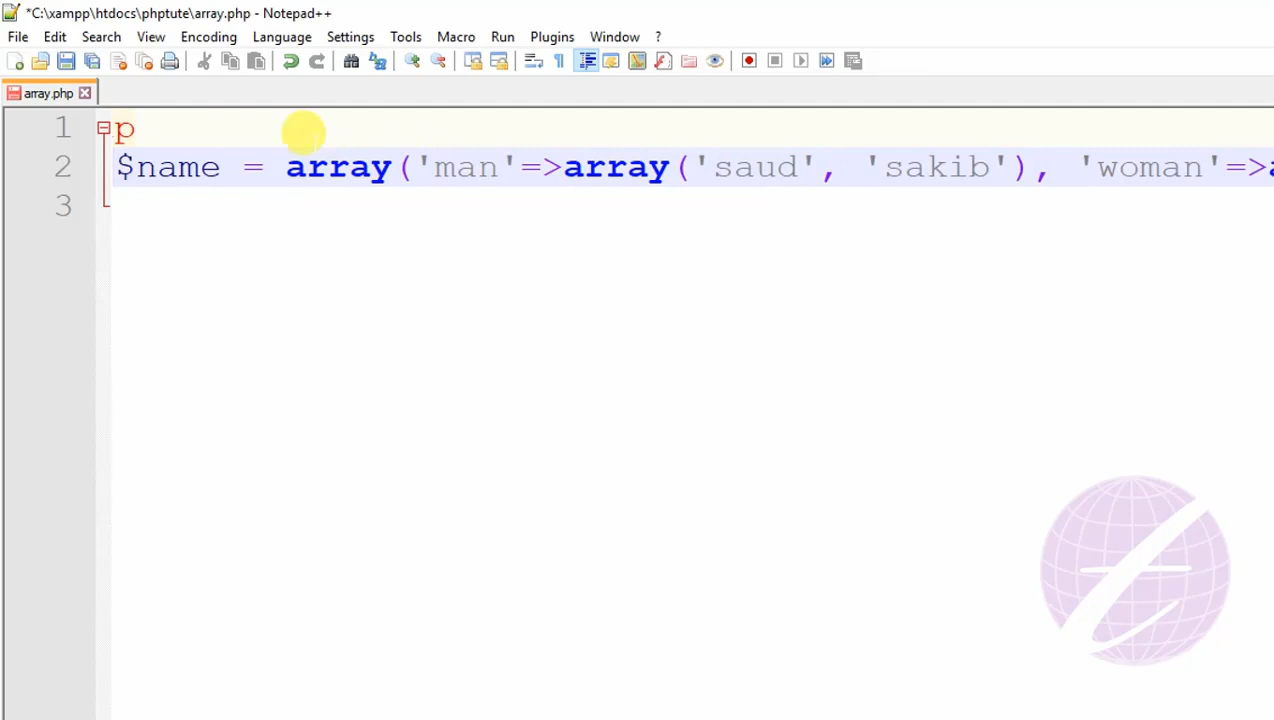 *C:\xampp\htdocs\phptute\array.php - Notepad++
File Edit Search View Encoding Language Settings Tools Macro Run Plugins Window ?
array.php
1 p
2 $name = array('man'=>array('saud', 'sakib'), 'woman'=>
3